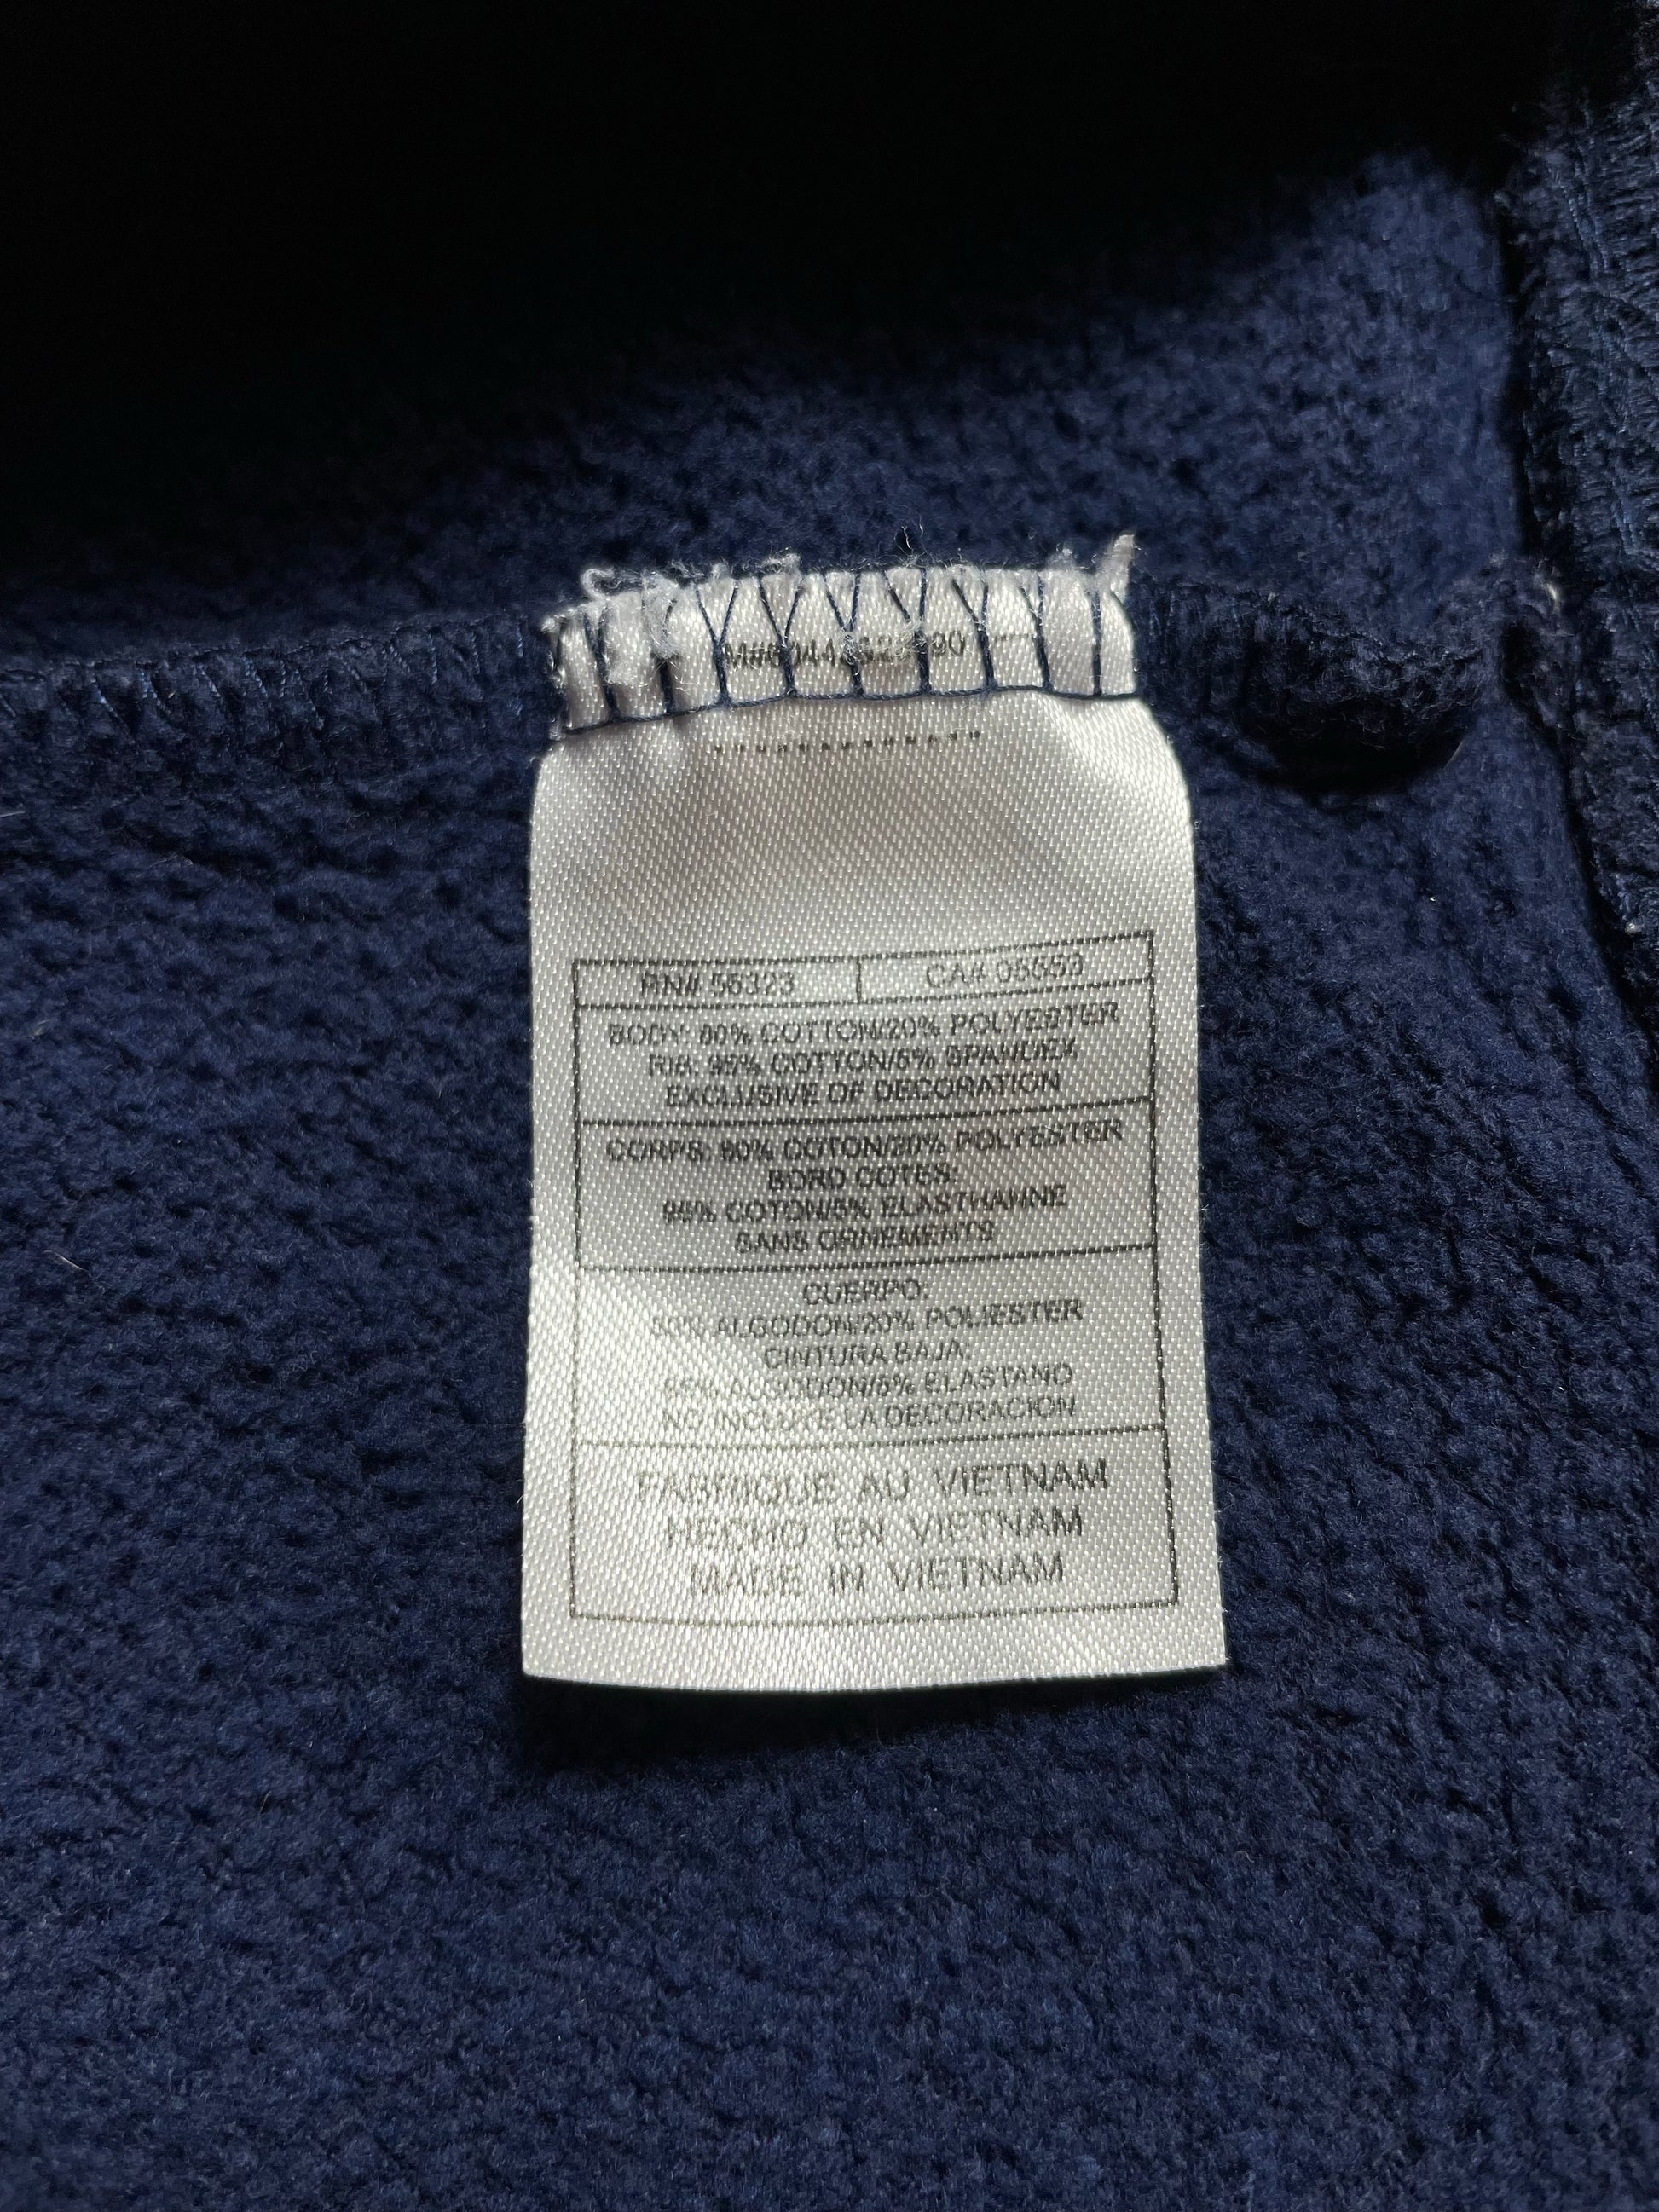 RN# 56323 CA# 05553
BODY: 80% COTTON/20% POLYESTER
RIB: 95% COTTON/5% SPANDEX
EXCLUSIVE OF DECORATION
CORPS: 80% COTON/20% POLYESTER
BORD COTES:
95% COTON/5% ELASTHANNE
SANS ORNEMENTS
CUERPO:
80% ALGODON/20% POLIESTER
CINTURA BAJA:
95% ALGODON/5% ELASTANO
NO INCLUYE LA DECORACION
FABRIQUE AU VIETNAM
HECHO EN VIETNAM
MADE IN VIETNAM